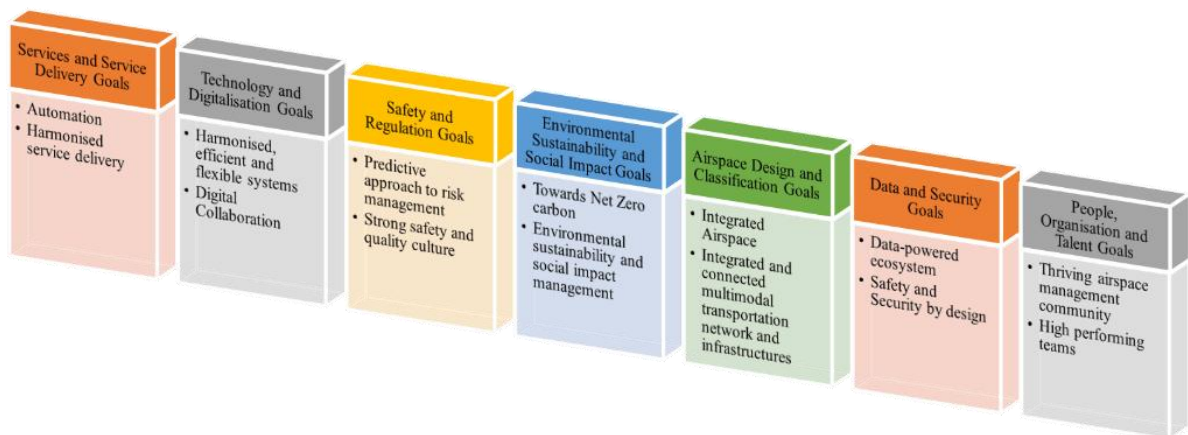 Services and Service
Delivery Goals
• Automation
• Harmonised
service delivery
Technology and
Digitalisation Goals
• Harmonised,
efficient and
flexible systems
• Digital
Collaboration
Safety and
Regulation Goals
• Predictive
approach to risk
management
• Strong safety and
quality culture
Environmental
Sustainability and
Social Impact Goals
• Towards Net Zero
carbon
• Environmental
sustainability and
social impact
management
Airspace Design and
Classification Goals
• Integrated
Airspace
• Integrated and
connected
multimodal
transportation
network and
infrastructures
Data and Security
Goals
• Data-powered
ecosystem
• Safety and
Security by design
People,
Organisation and
Talent Goals
• Thriving airspace
management
community
• High performing
teams